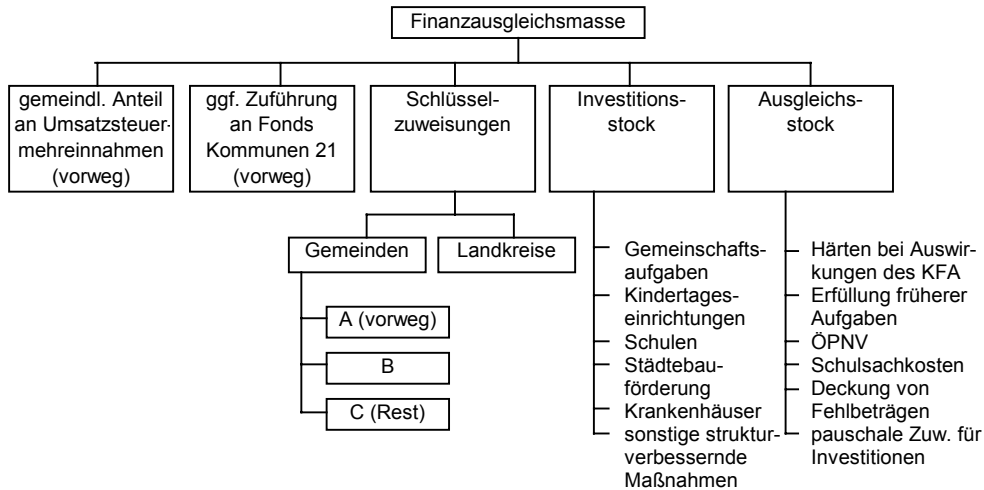 Finanzausgleichsmasse
gemeindl. Anteil
an Umsatzsteuer-
mehreinnahmen
(vorweg)
ggf. Zuführung
an Fonds
Kommunen 21
(vorweg)
Schlüssel-
zuweisungen
Investitions-
stock
Ausgleichs-
stock
Gemeinden
Landkreise
A (vorweg)
B
C (Rest)
Gemeinschafts-
aufgaben
Kindertages-
einrichtungen
Schulen
Städtebau-
förderung
Krankenhäuser
sonstige struktur-
verbessernde
Maßnahmen
Härten bei Auswir-
kungen des KFA
Erfüllung früherer
Aufgaben
ÖPNV
Schulsachkosten
Deckung von
Fehlbeträgen
pauschale Zuw. für
Investitionen